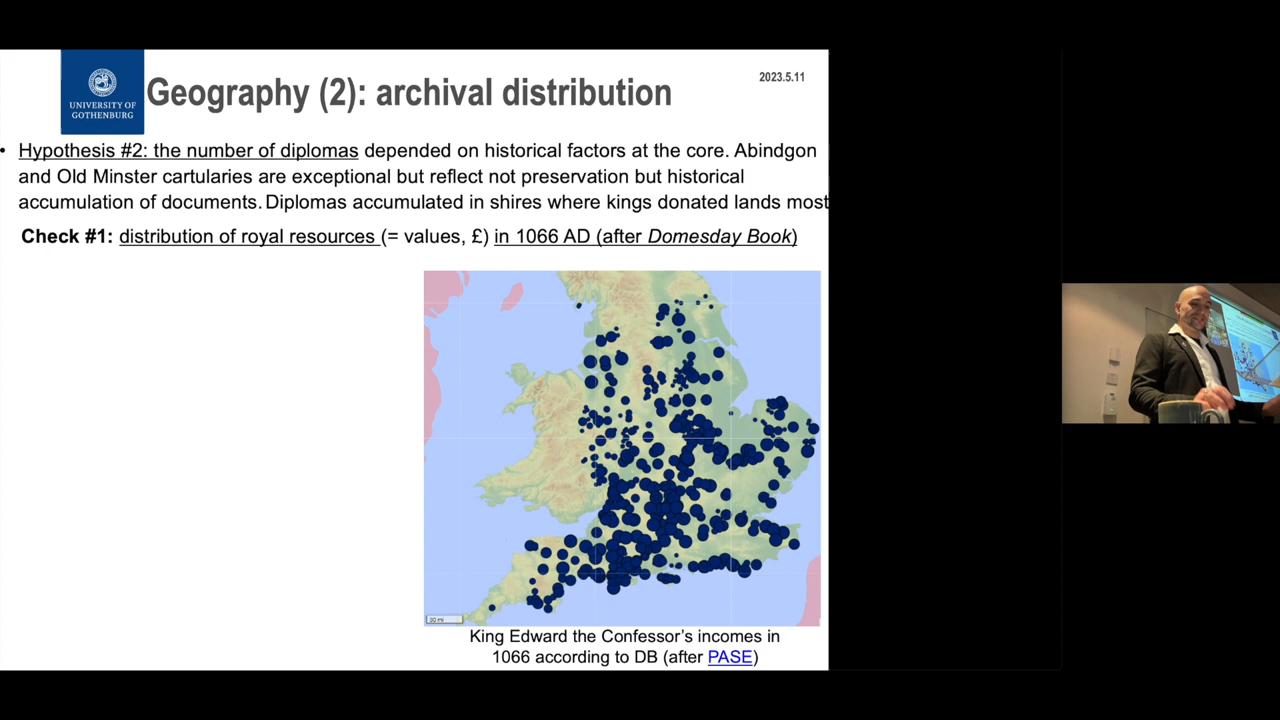 UNIVERSITY OF
GOTHENBURG
Geography (2): archival distribution
2023.5.11
• Hypothesis #2: the number of diplomas depended on historical factors at the core. Abindgon
and Old Minster cartularies are exceptional but reflect not preservation but historical
accumulation of documents. Diplomas accumulated in shires where kings donated lands most
Check #1: distribution of royal resources (= values, £) in 1066 AD (after Domesday Book)
30 mi
King Edward the Confessor's incomes in
1066 according to DB (after PASE)